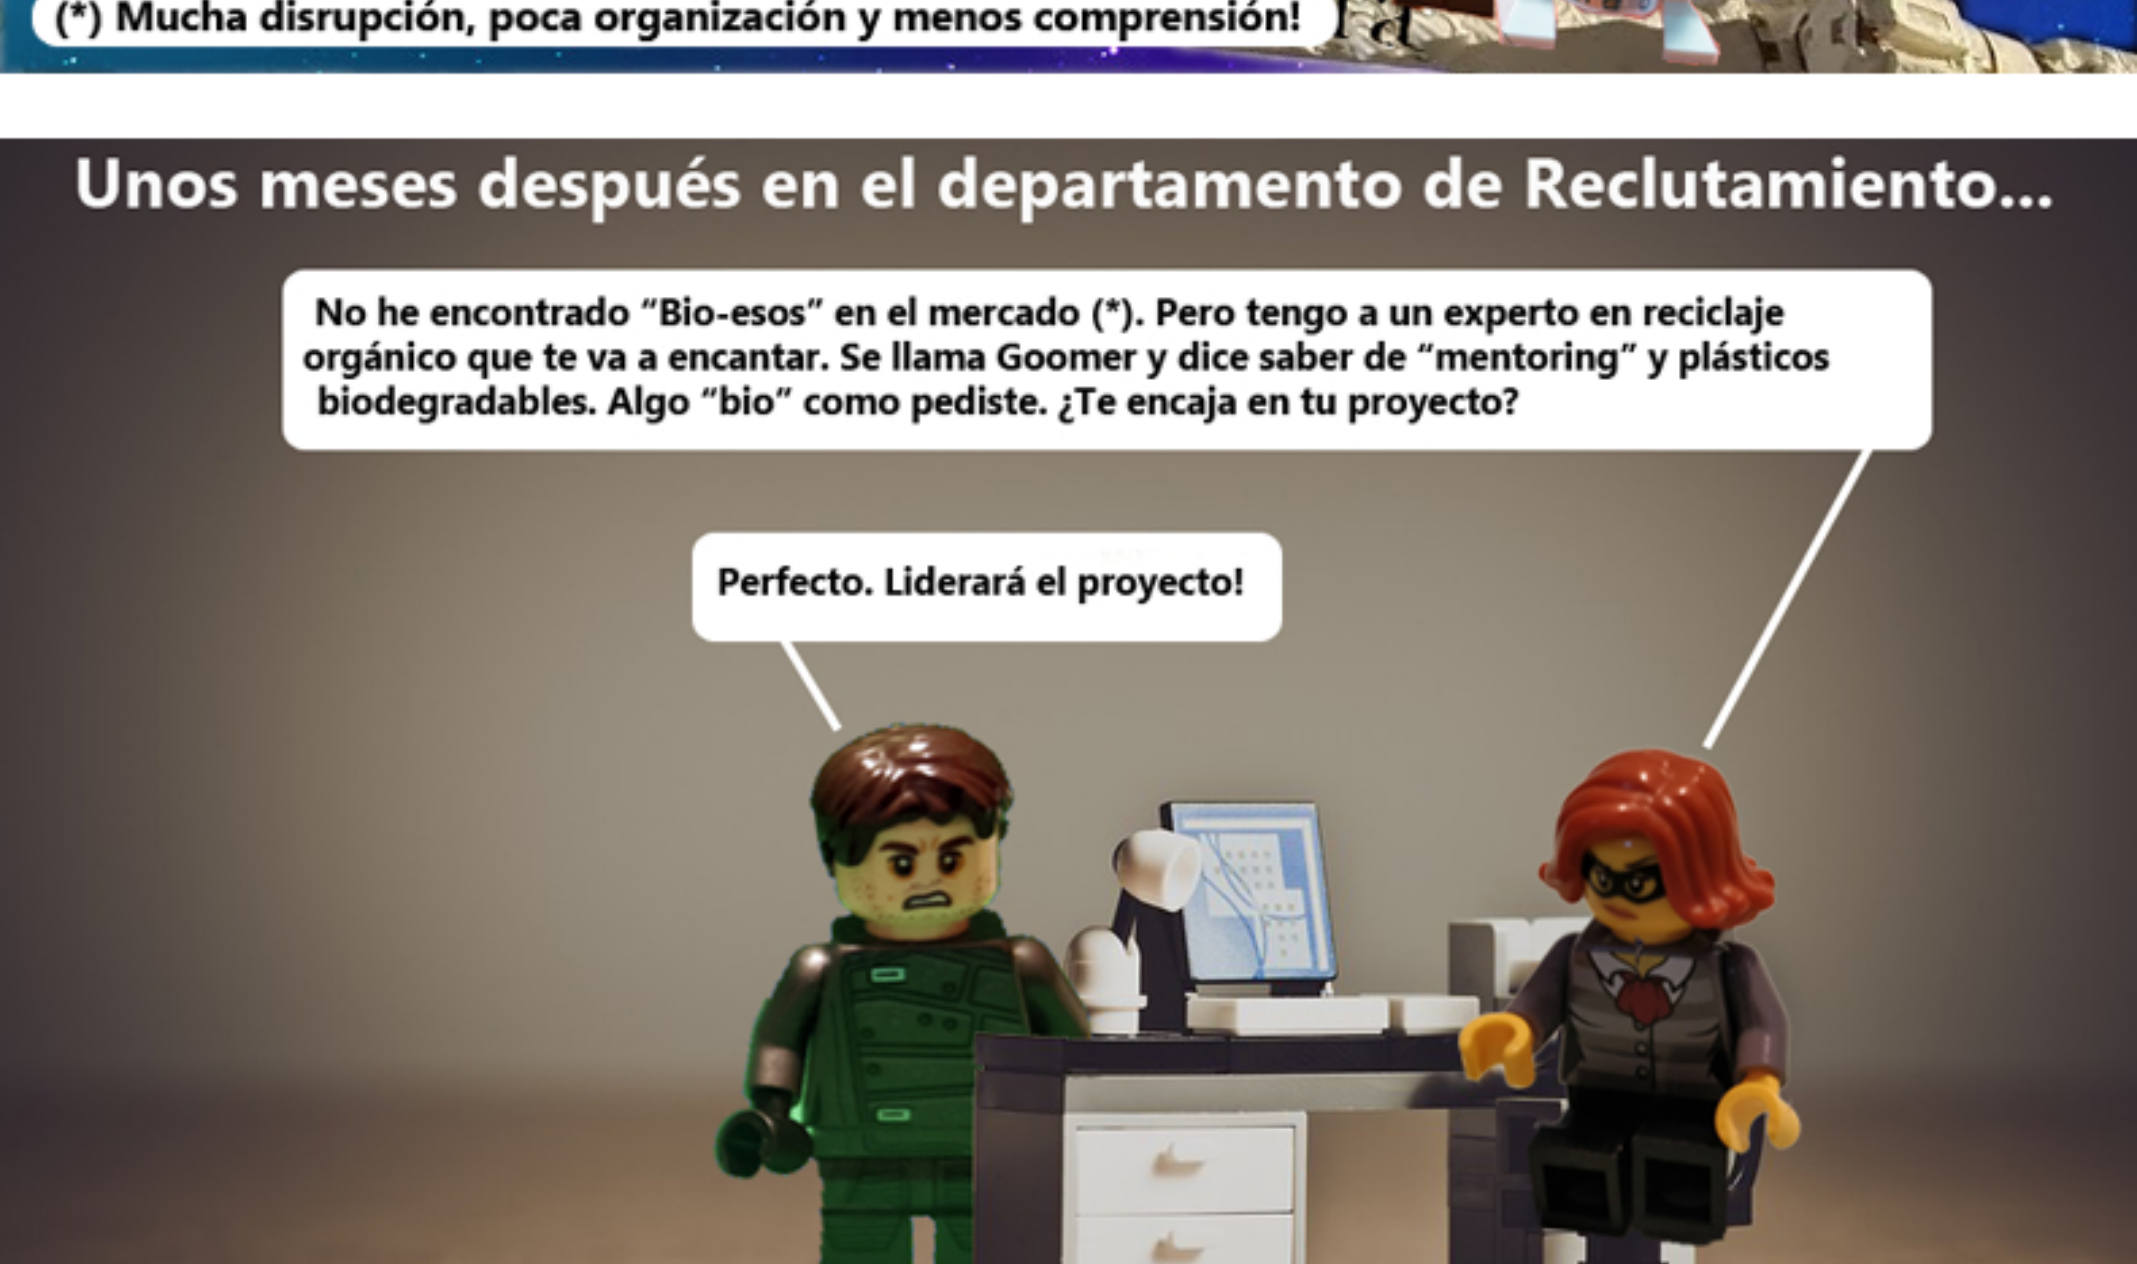 (*) Mucha disrupción, poca organización y menos comprensión!
Unos meses después en el departamento de Reclutamiento...
No he encontrado “Bio-esos” en el mercado (*). Pero tengo a un experto en reciclaje
orgánico que te va a encantar. Se llama Goomer y dice saber de “mentoring” y plásticos
biodegradables. Algo “bio” como pediste. ¿Te encaja en tu proyecto?
Perfecto. Liderará el proyecto!